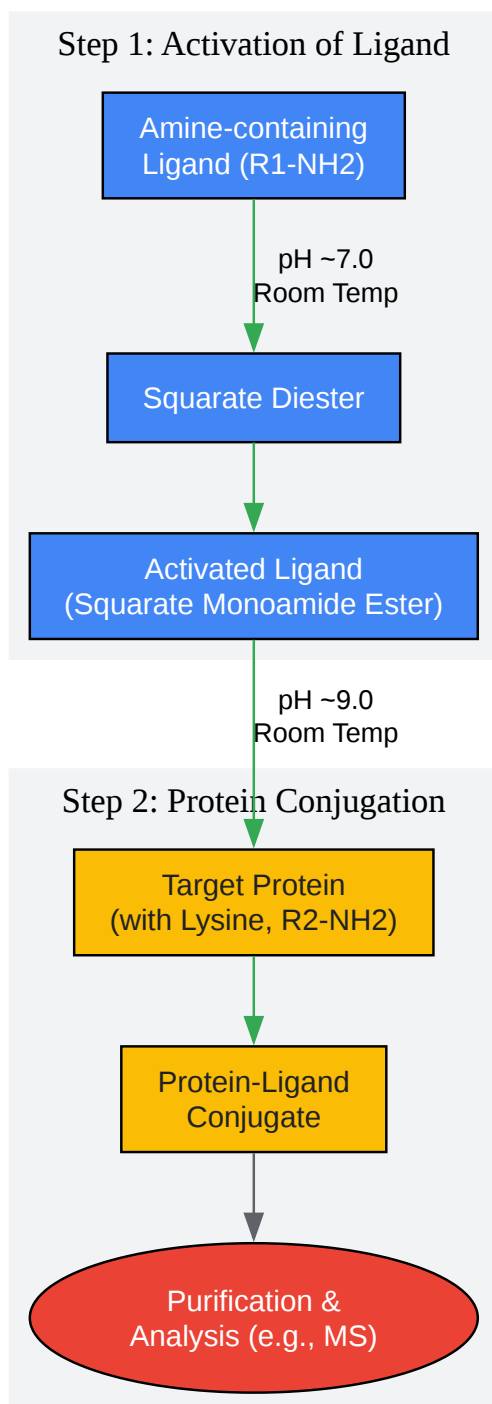 Step 1: Activation of Ligand
Amine-containing
Ligand (R1-NH2)
pH ~7.0
Room Temp
Squarate Diester
Activated Ligand
(Squarate Monoamide Ester)
pH ~9.0
Room Temp
Step 2: Protein Conjugation
Target Protein
(with Lysine, R2-NH2)
Protein-Ligand
Conjugate
Purification &
Analysis (e.g., MS)